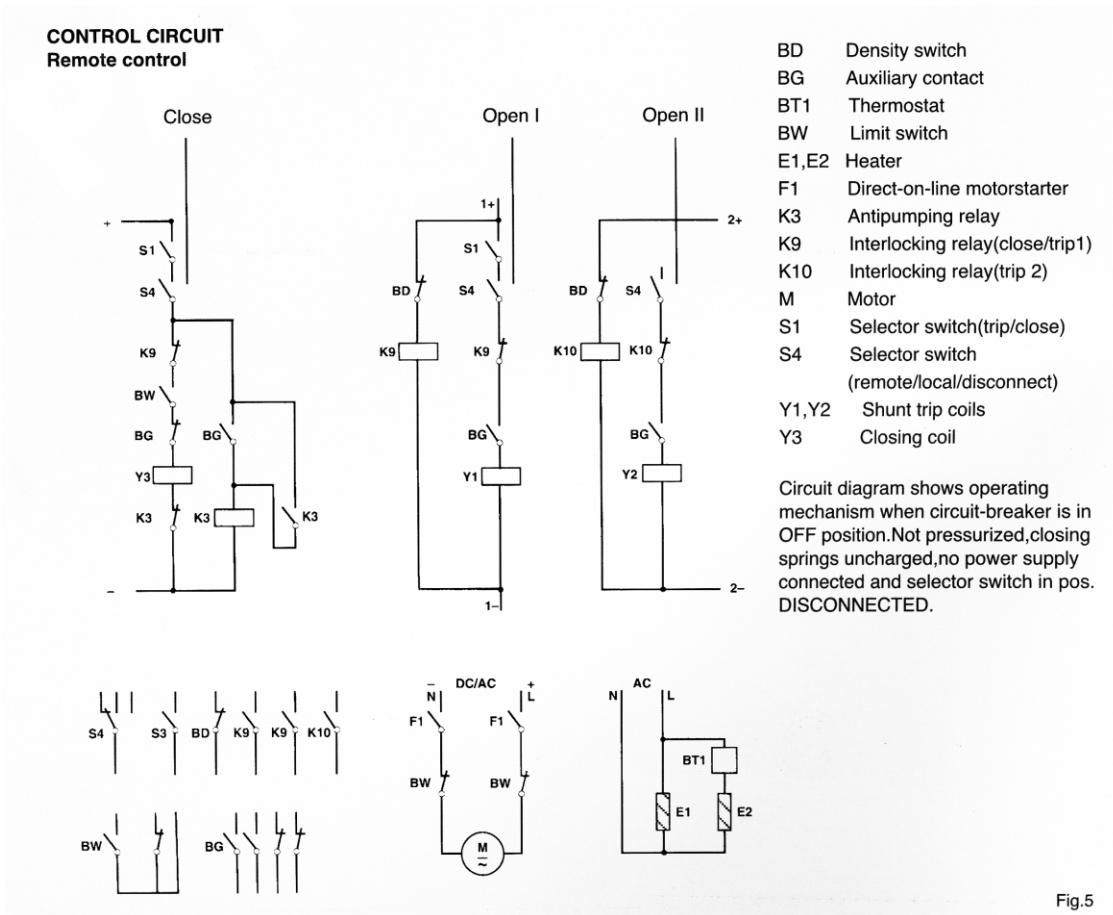 CONTROL CIRCUIT
Remote control
Close
Open I
Open II
+
1+
2+
S1
S1
S4
BD
S4
BD
S4
K9
K9
K9
K10
K10
BW
BG
BG
BG
BG
Y3
Y1
Y2
K3
K3
K3
–
1–
2–
BD Density switch
BG Auxiliary contact
BT1 Thermostat
BW Limit switch
E1,E2 Heater
F1 Direct-on-line motorstarter
K3 Antipumping relay
K9 Interlocking relay(close/trip1)
K10 Interlocking relay(trip 2)
M Motor
S1 Selector switch(trip/close)
S4 Selector switch
(remote/local/disconnect)
Y1,Y2 Shunt trip coils
Y3 Closing coil
Circuit diagram shows operating
mechanism when circuit-breaker is in
OFF position.Not pressurized,closing
springs uncharged,no power supply
connected and selector switch in pos.
DISCONNECTED.
S4 S3 BD K9 K9 K10
BW BG
– DC/AC +
N L
F1 F1
BW BW
M
~
AC
N L
BT1
E1 E2
Fig.5